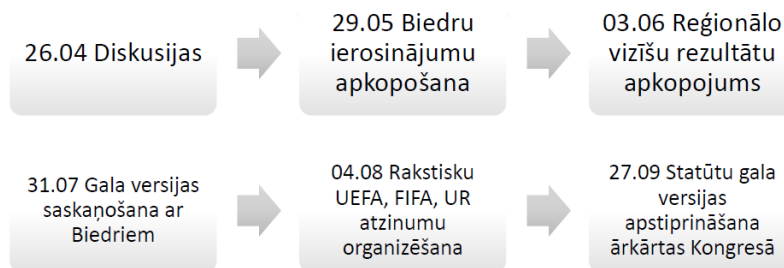 26.04 Diskusijas
29.05 Biedru
ierosinājumu
apkopošana
03.06 Reģionālo
vizīšu rezultātu
apkopojums
31.07 Gala versijas
saskaņošana ar
Biedriem
04.08 Rakstisku
UEFA, FIFA, UR
atzinumu
organizēšana
27.09 Statūtu gala
versijas
apstiprināšana
ārkārtas Kongresā